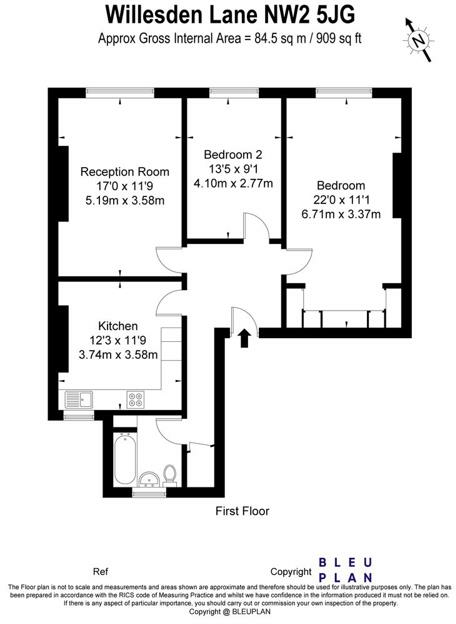 Willesden Lane NW2 5JG
Approx Gross Internal Area = 84.5 sq m / 909 sq ft
N
Reception Room
17'0 x 11'9
5.19m x 3.58m
Bedroom 2
13'5 x 9'1
4.10m x 2.77m
Bedroom
22'0 x 11'1
6.71m x 3.37m
Kitchen
12'3 x 11'9
3.74m x 3.58m
First Floor
Ref
Copyright
BLEU
PLAN
The Floor plan is not to scale and measurements and areas shown are approximate and therefore should be used for illustrative purposes only. The plan has
been prepared in accordance with the RICS code of Measuring Practice and whilst we have confidence in the information produced it must not be relied on.
If there is any aspect of particular importance, you should carry out or commission your own inspection of the property.
Copyright @ BLEUPLAN